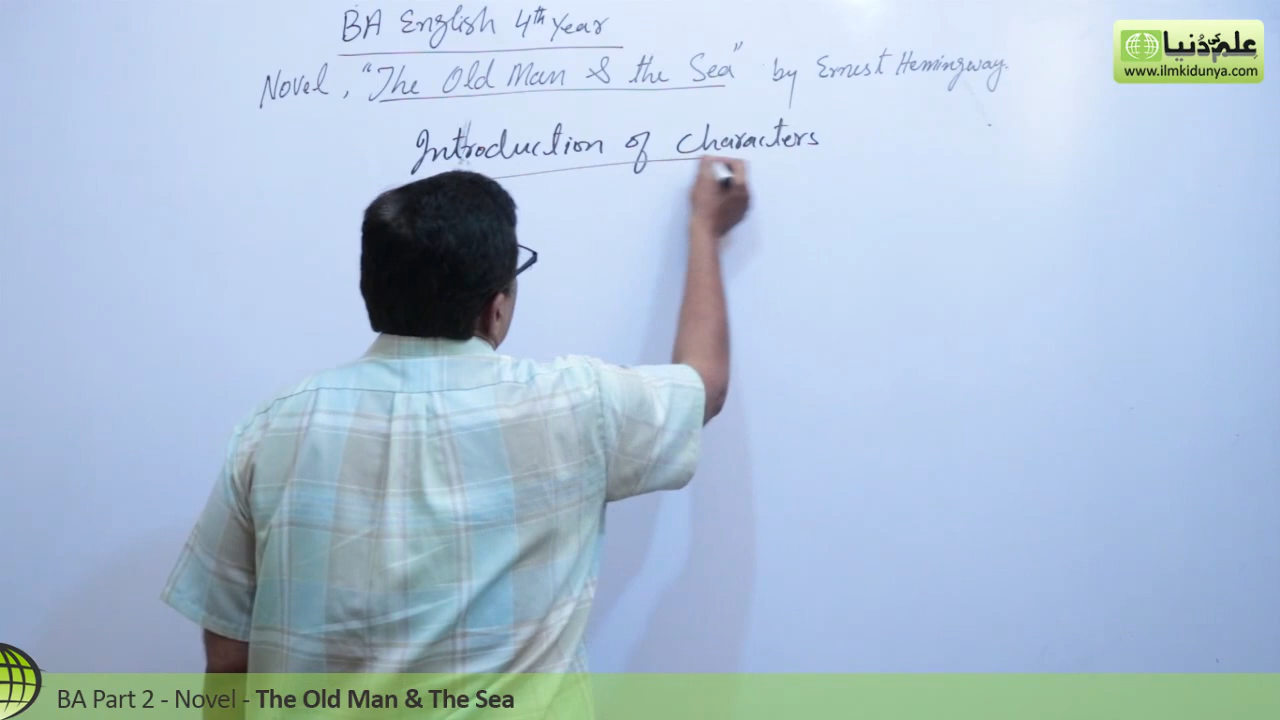 BA English 4th Year
Novel, "The Old Man & the Sea" by Ernest Hemingway.
Introduction of Characters
علم کی دُنیا
www.ilmkidunya.com
BA Part 2 - Novel - The Old Man & The Sea